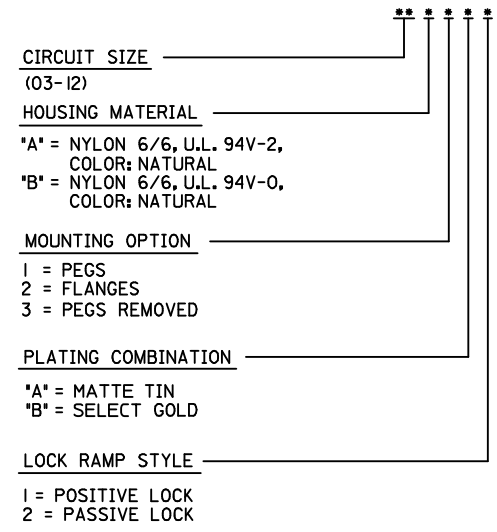 ** * * * *
CIRCUIT SIZE
(03-12)
HOUSING MATERIAL
"A" = NYLON 6/6, U.L. 94V-2,
COLOR: NATURAL
"B" = NYLON 6/6, U.L. 94V-0,
COLOR: NATURAL
MOUNTING OPTION
1 = PEGS
2 = FLANGES
3 = PEGS REMOVED
PLATING COMBINATION
"A" = MATTE TIN
"B" = SELECT GOLD
LOCK RAMP STYLE
1 = POSITIVE LOCK
2 = PASSIVE LOCK